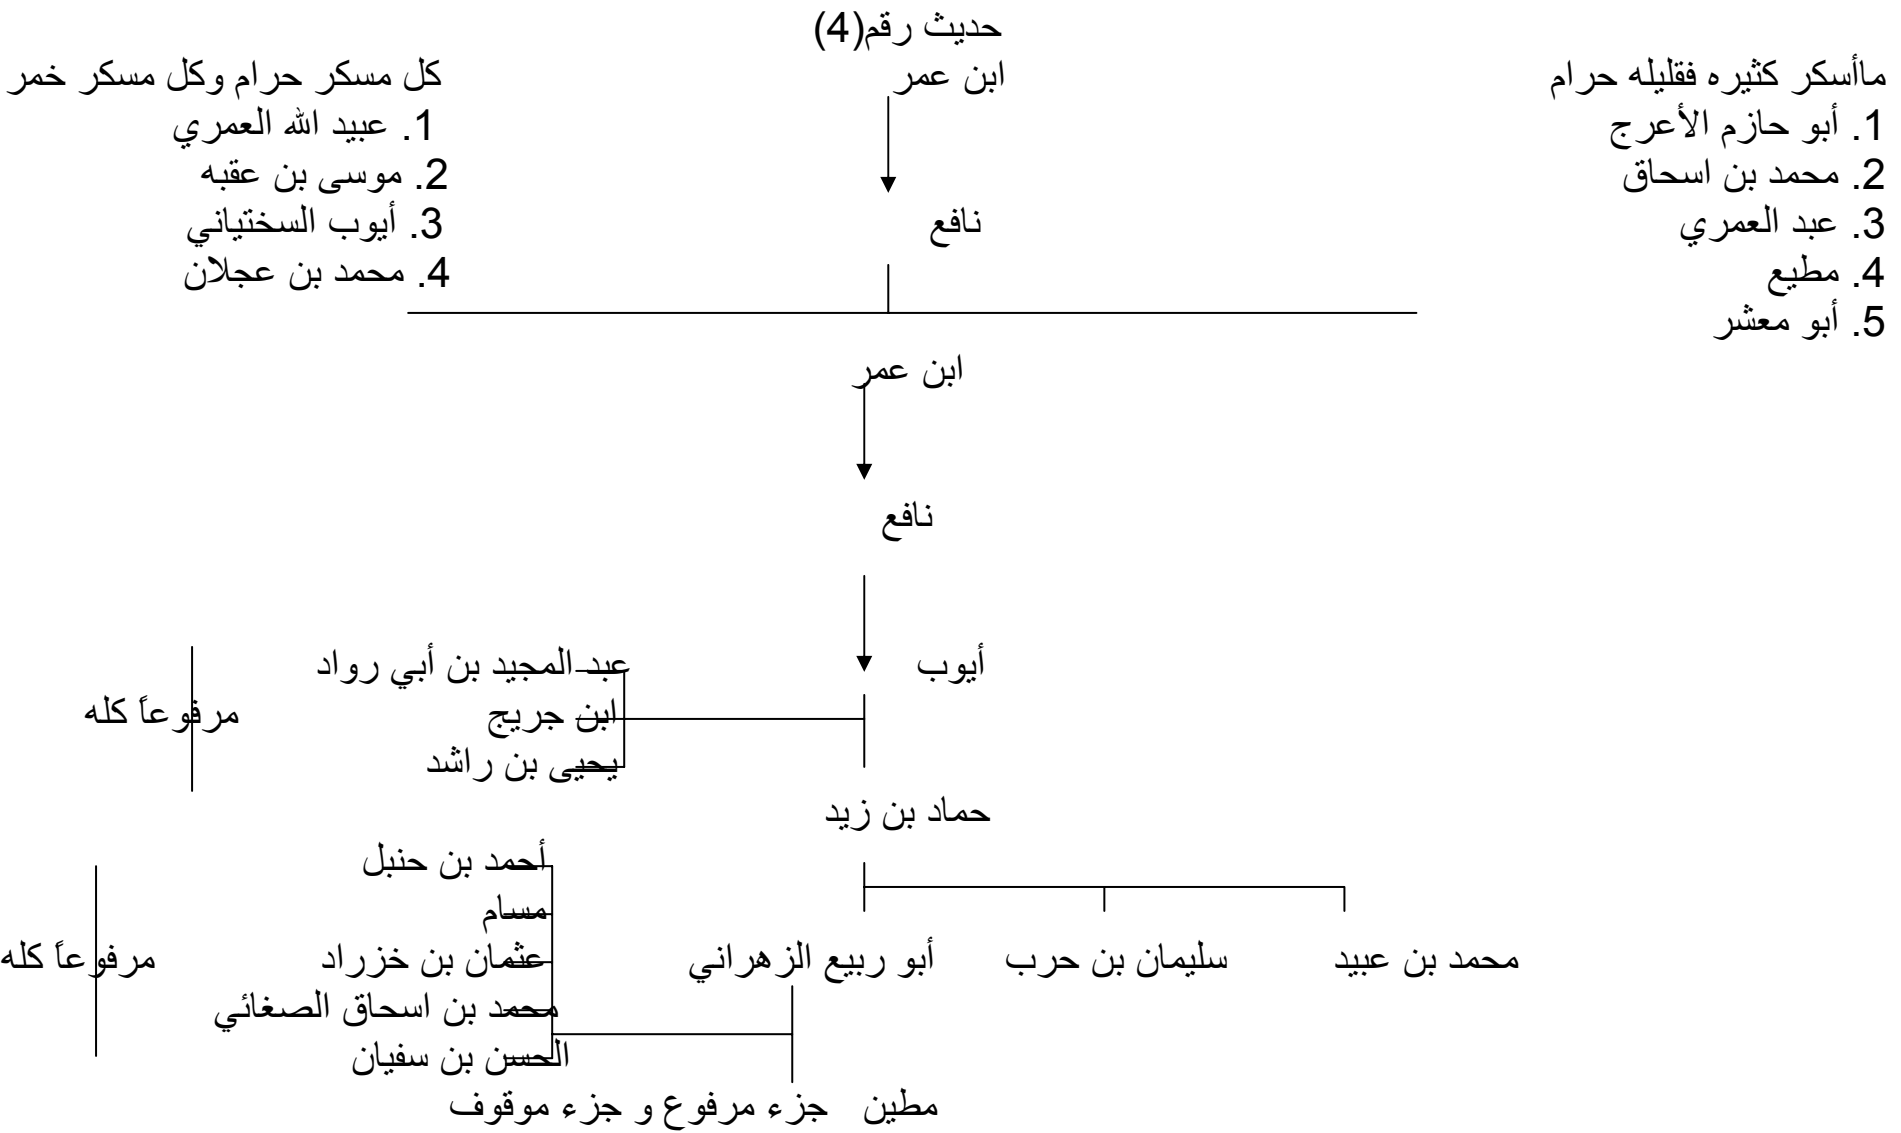 حديث رقم(4)
ماأسكر كثيره فقليله حرام
1. أبو حازم الأعرج
2. محمد بن اسحاق
3. عبد العمري
4. مطيع
5. أبو معشر
ابن عمر
نافع
كل مسكر حرام وكل مسكر خمر
1. عبيد الله العمري
2. موسى بن عقبه
3. أيوب السختياني
4. محمد بن عجلان
ابن عمر
نافع
أيوب
عبد المجيد بن أبي رواد
ابن جريج
يحيى بن راشد
مرفوعاً كله
حماد بن زيد
محمد بن عبيد
سليمان بن حرب
أبو ربيع الزهراني
أحمد بن حنبل
مسام
عثمان بن خزراد
محمد بن اسحاق الصغائي
الحسن بن سفيان
مرفوعاً كله
مطين جزء مرفوع و جزء موقوف